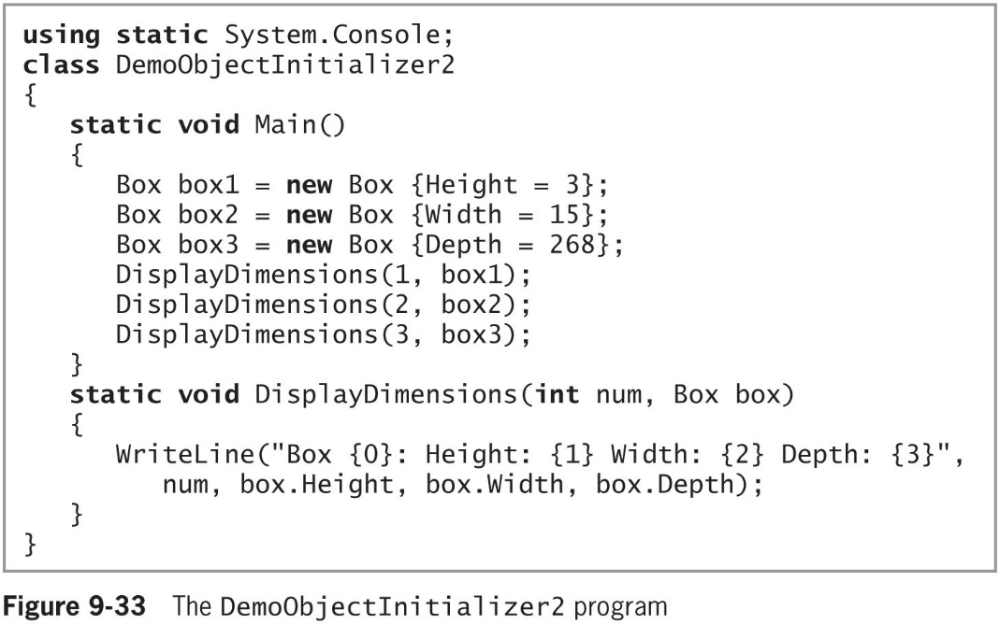 using static System.Console;
class DemoObjectInitializer2
{
   static void Main()
   {
      Box box1 = new Box {Height = 3};
      Box box2 = new Box {Width = 15};
      Box box3 = new Box {Depth = 268};
      DisplayDimensions(1, box1);
      DisplayDimensions(2, box2);
      DisplayDimensions(3, box3);
   }
   static void DisplayDimensions(int num, Box box)
   {
      WriteLine("Box {0}: Height: {1} Width: {2} Depth: {3}",
         num, box.Height, box.Width, box.Depth);
   }
}
Figure 9-33 The DemoObjectInitializer2 program